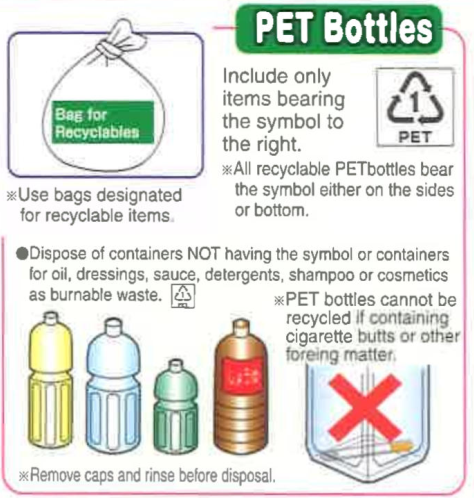 PET Bottles
Bag for
Recyclables
※Use bags designated
for recyclable items.
Include only
items bearing
the symbol to
the right.
1
PET
※All recyclable PETbottles bear
the symbol either on the sides
or bottom.
●Dispose of containers NOT having the symbol or containers
for oil, dressings, sauce, detergents, shampoo or cosmetics
as burnable waste.
※PET bottles cannot be
recycled if containing
cigarette butts or other
foreing matter.
※Remove caps and rinse before disposal.